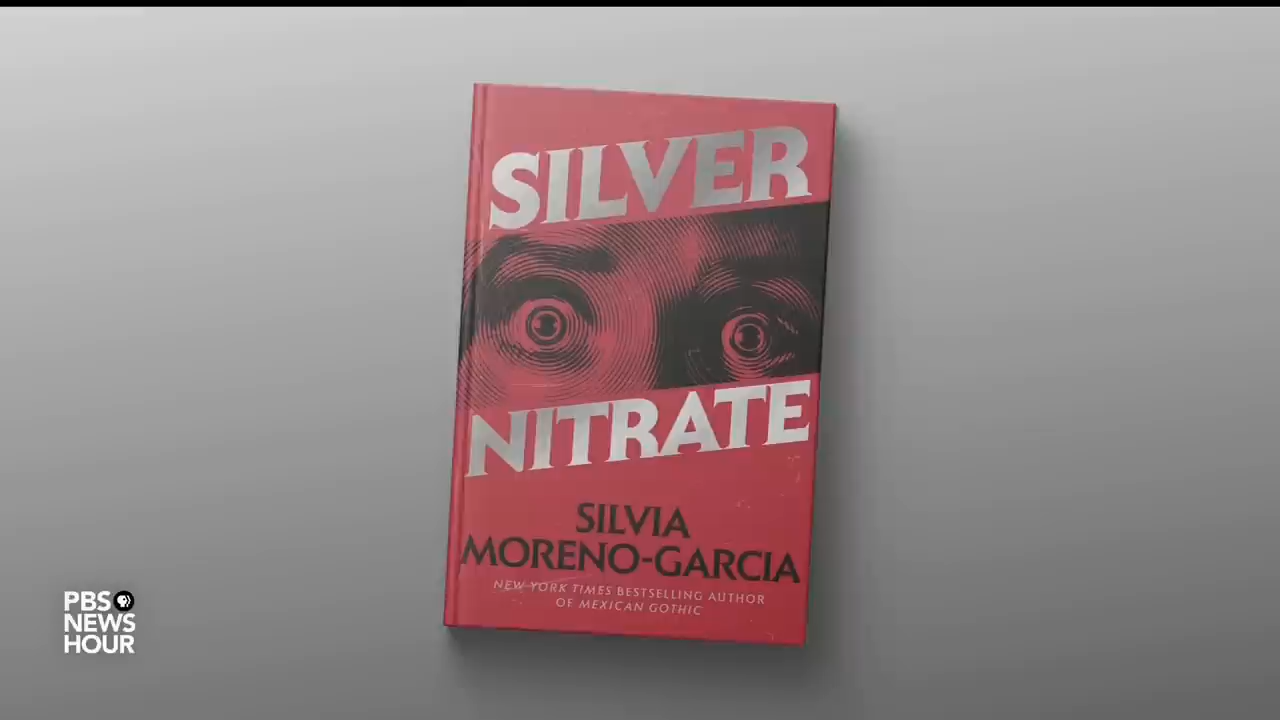 SILVER
NITRATE
SILVIA
MORENO-GARCIA
NEW YORK TIMES BESTSELLING AUTHOR
OF MEXICAN GOTHIC
PBS
NEWS
HOUR